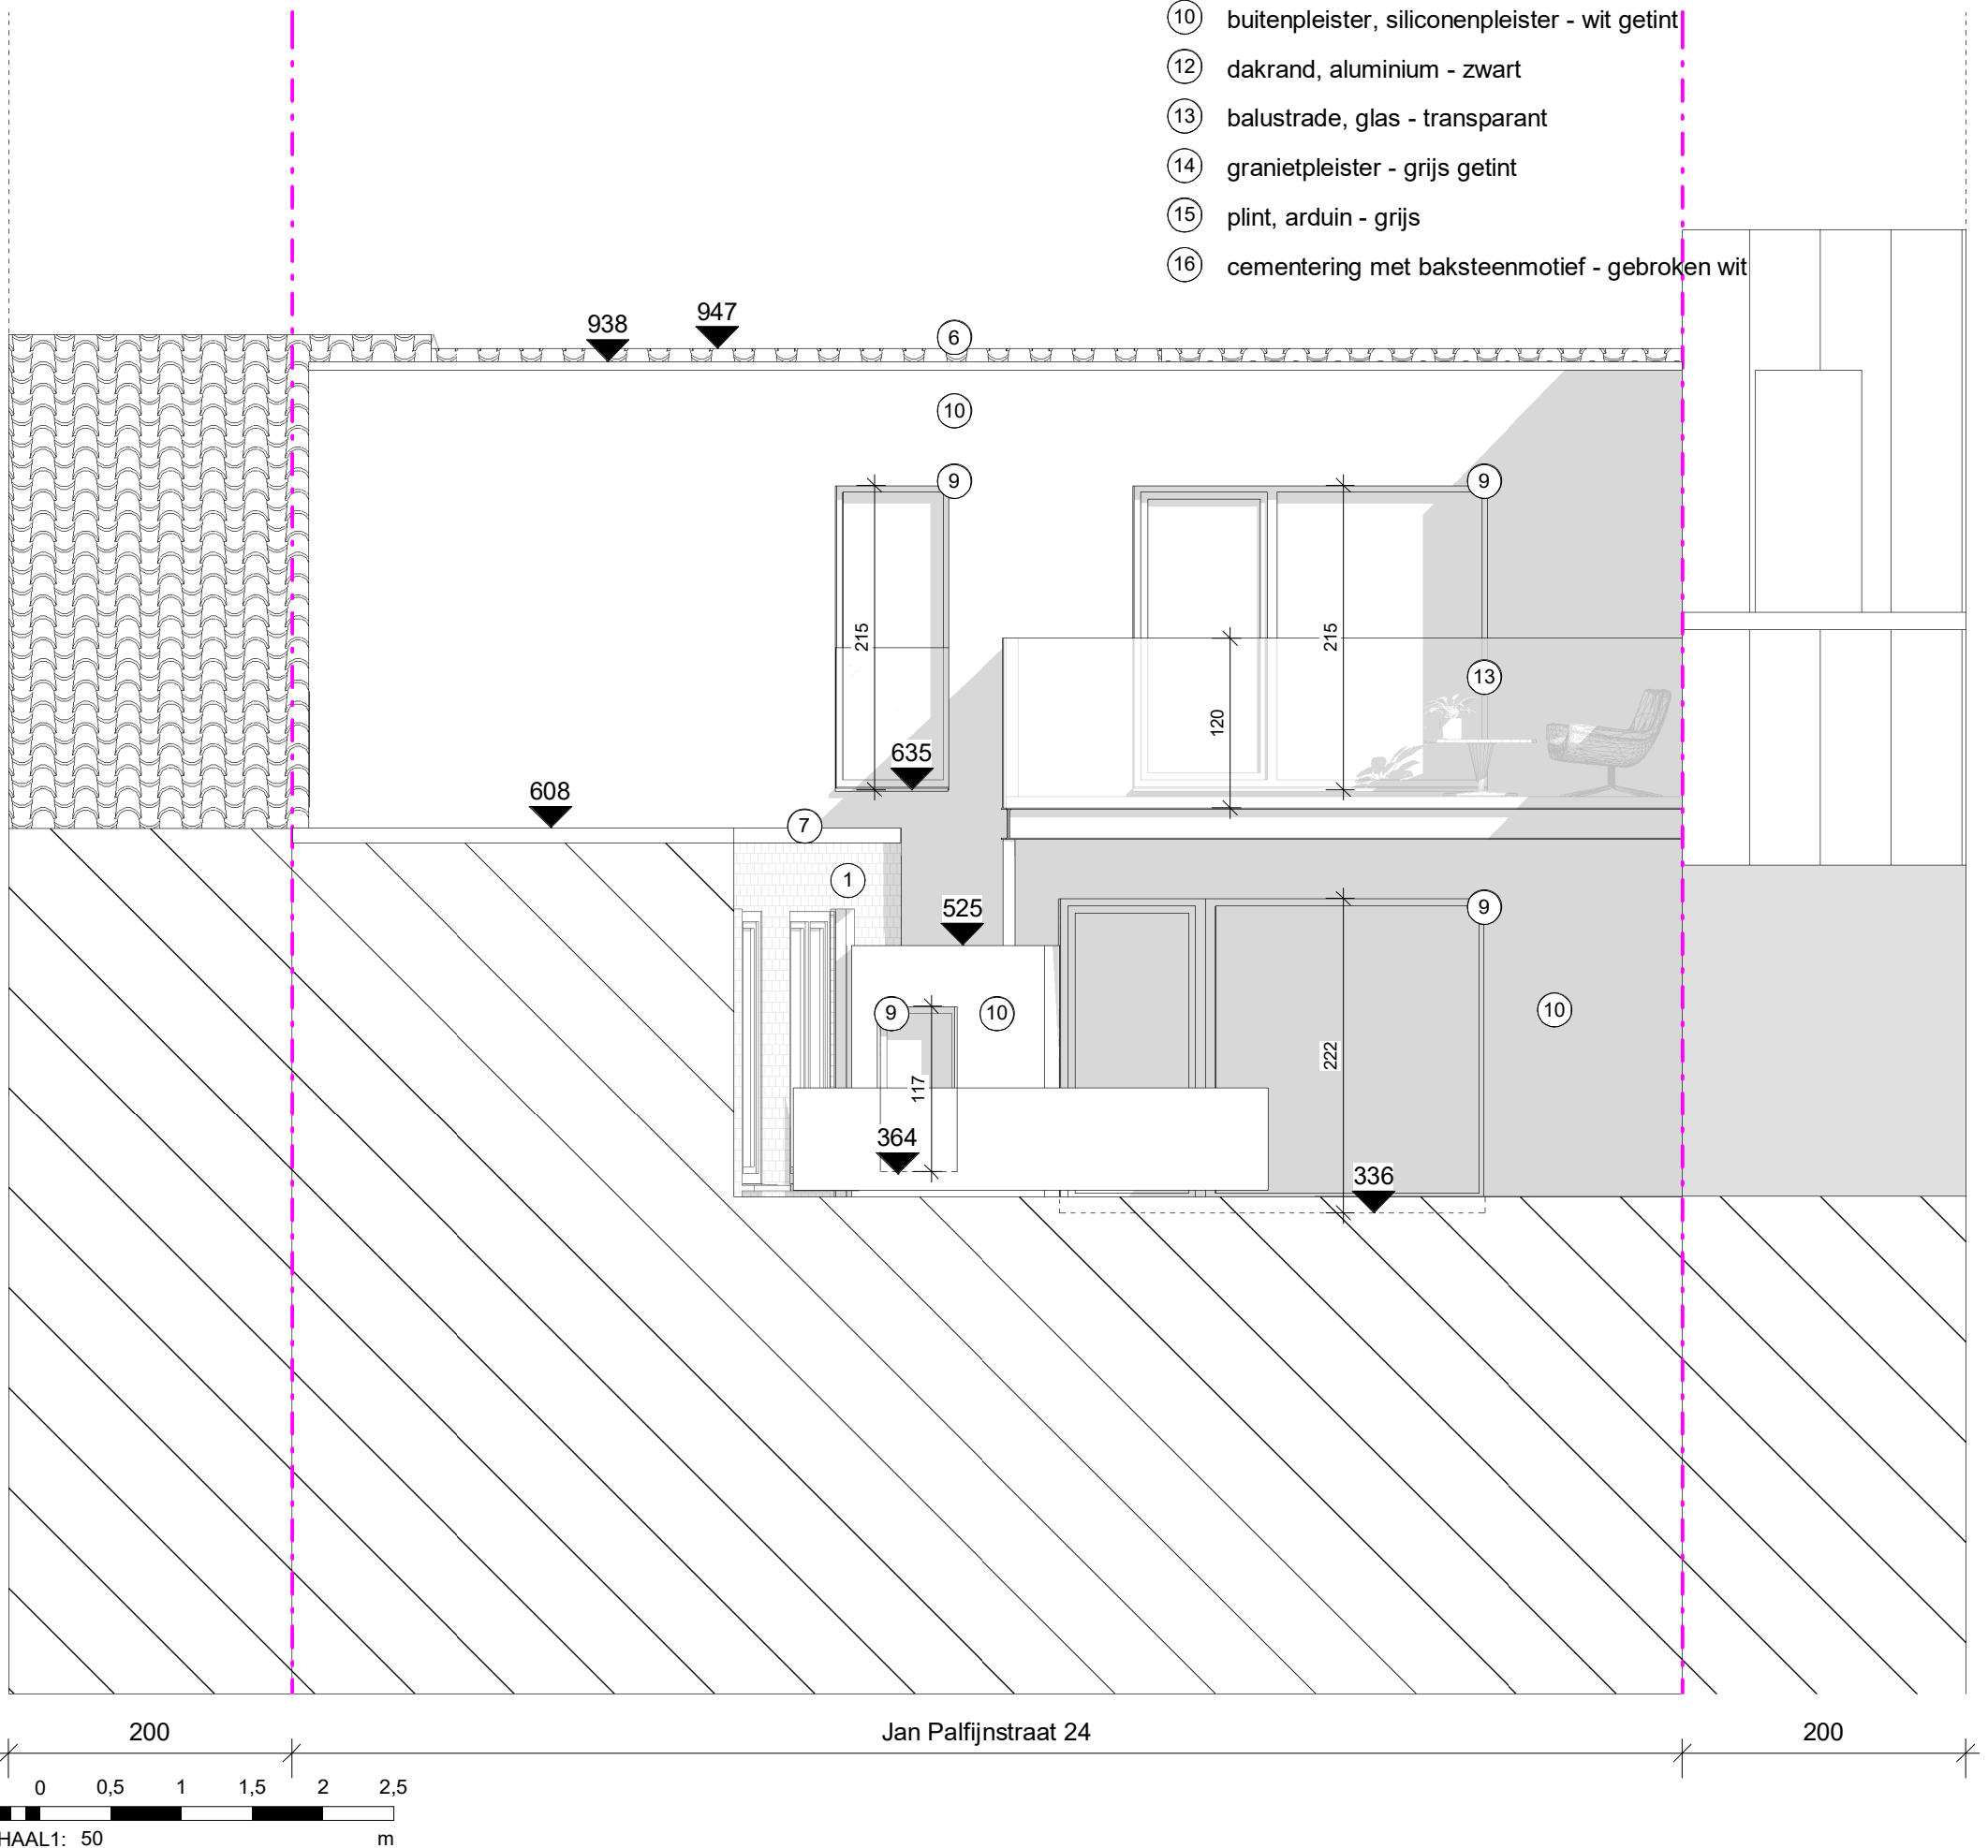 10 buitenpleister, siliconenpleister - wit getint
12 dakrand, aluminium - zwart
13 balustrade, glas - transparant
14 granietpleister - grijs getint
15 plint, arduin - grijs
16 cementering met baksteenmotief - gebroken wit
947
938
6
10
9
9
215
215
13
120
635
608
7
1
525
9
9
10
10
222
117
364
336
200
Jan Palfijnstraat 24
200
0 0,5 1 1,5 2 2,5
HAAL1: 50 m